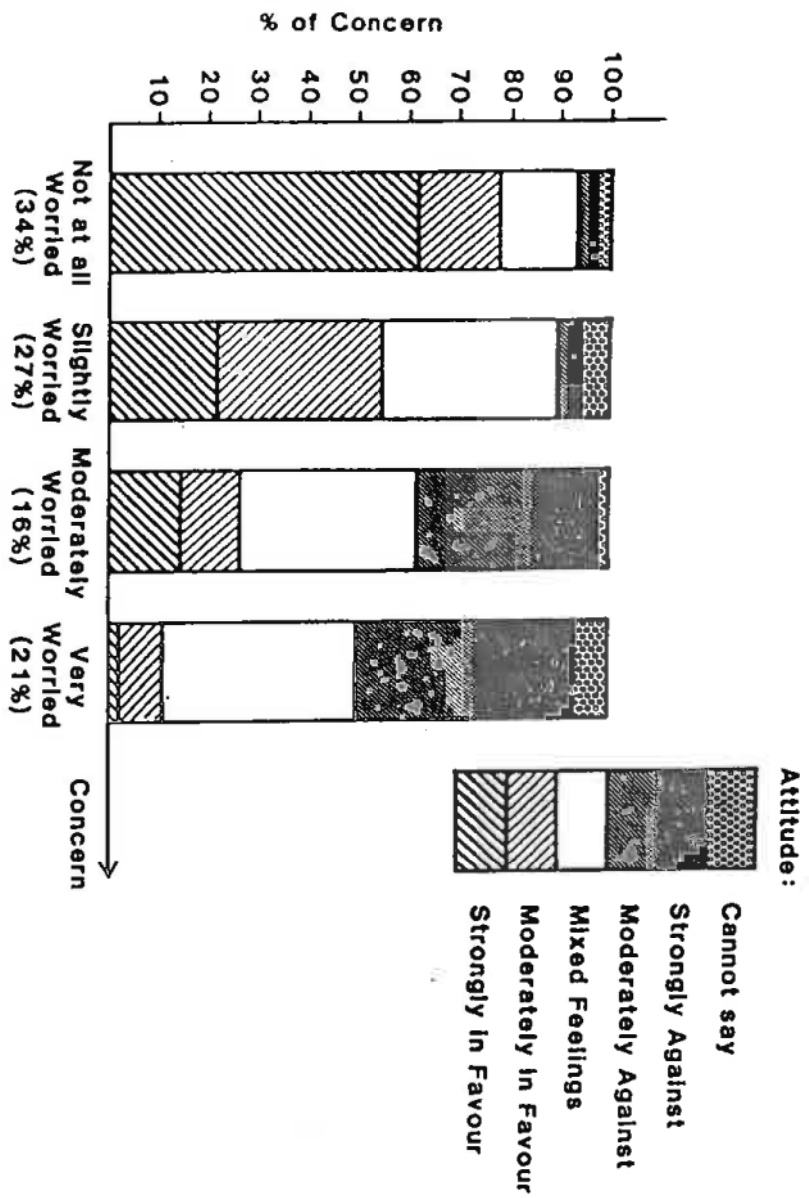 % of Concern
100
90
80
70
60
50
40
30
20
10
Not at all
Worried
(34%)
Slightly
Worried
(27%)
Moderately
Worried
(16%)
Very
Worried
(21%)
Concern
Attitude:
Cannot say
Strongly Against
Moderately Against
Mixed Feelings
Moderately in Favour
Strongly in Favour